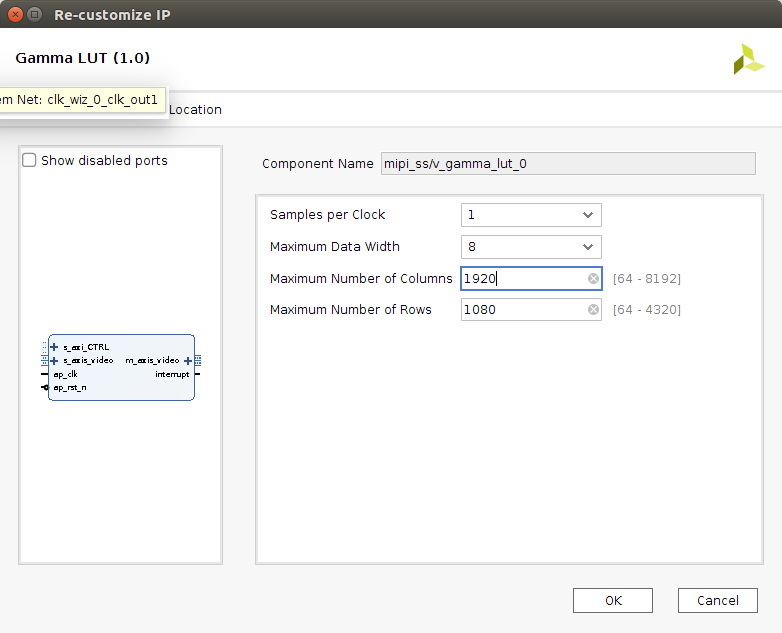 Re-customize IP
Gamma LUT (1.0)
em Net: clk_wiz_0_clk_out1
Location
Show disabled ports
s_axi_CTRL
s_axis_video m_axis_video
ap_clk interrupt
ap_rst_n
Component Name mipi_ss/v_gamma_lut_0
Samples per Clock 1
Maximum Data Width 8
Maximum Number of Columns 1920 [64 - 8192]
Maximum Number of Rows 1080 [64 - 4320]
OK Cancel